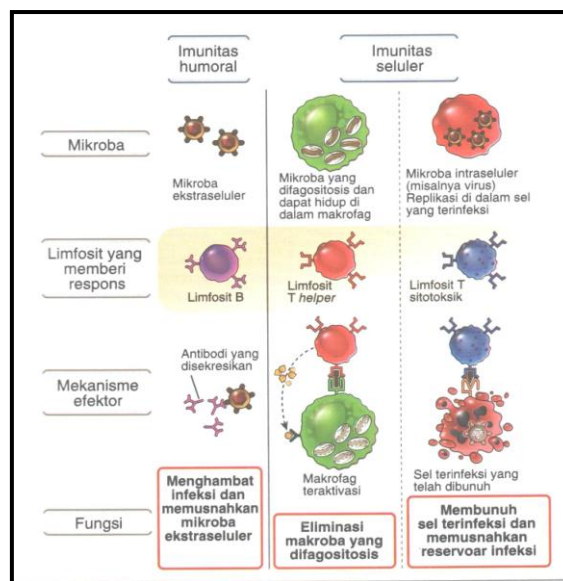 Imunitas
humoral
Imunitas
seluler
Mikroba
Mikroba
ekstraseluler
Mikroba yang
difagositosis dan
dapat hidup di
dalam makrofag
Mikroba intraseluler
(misalnya virus)
Replikasi di dalam sel
yang terinfeksi
Limfosit yang
memberi
respons
Limfosit B
Limfosit
T helper
Limfosit T
sitotoksik
Mekanisme
efektor
Antibodi yang
disekresikan
Makrofag
teraktivasi
Sel terinfeksi yang
telah dibunuh
Fungsi
Menghambat
infeksi dan
memusnahkan
mikroba
ekstraseluler
Eliminasi
makroba yang
difagositosis
Membunuh
sel terinfeksi dan
memusnahkan
reservoar infeksi